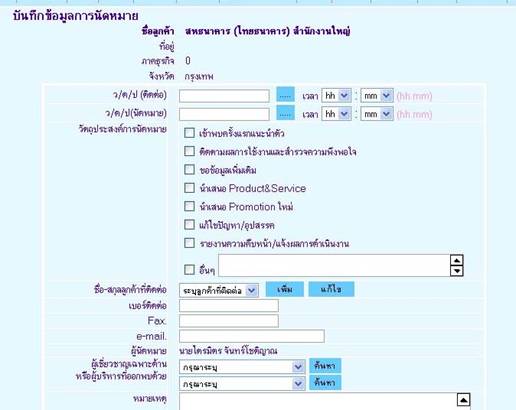 บันทึกข้อมูลการนัดหมาย
ชื่อลูกค้า สหธนาคาร (ไทยธนาคาร) สำนักงานใหญ่
ที่อยู่
ภาคธุรกิจ 0
จังหวัด กรุงเทพ
ว/ด/ป (ติดต่อ) ..... เวลา hh : mm (hh:mm)
ว/ด/ป(นัดหมาย) ..... เวลา hh : mm (hh:mm)
วัตถุประสงค์การนัดหมาย
เข้าพบครั้งแรกแนะนำตัว
ติดตามผลการใช้งานและสำรวจความพึงพอใจ
ขอข้อมูลเพิ่มเติม
นำเสนอ Product&Service
นำเสนอ Promotion ใหม่
แก้ไขปัญหา/อุปสรรค
รายงานความคืบหน้า/แจ้งผลการดำเนินงาน
อื่นๆ
ชื่อ-สกุลลูกค้าที่ติดต่อ ระบุลูกค้าที่ติดต่อ เพิ่ม แก้ไข
เบอร์ติดต่อ
Fax.
e-mail.
ผู้นัดหมาย นายไตรมิตร จันทร์โชติญาณ
ผู้เชี่ยวชาญเฉพาะด้าน กรุณาระบุ ค้นหา
หรือผู้บริหารที่ออกพบด้วย กรุณาระบุ ค้นหา
หมายเหตุ